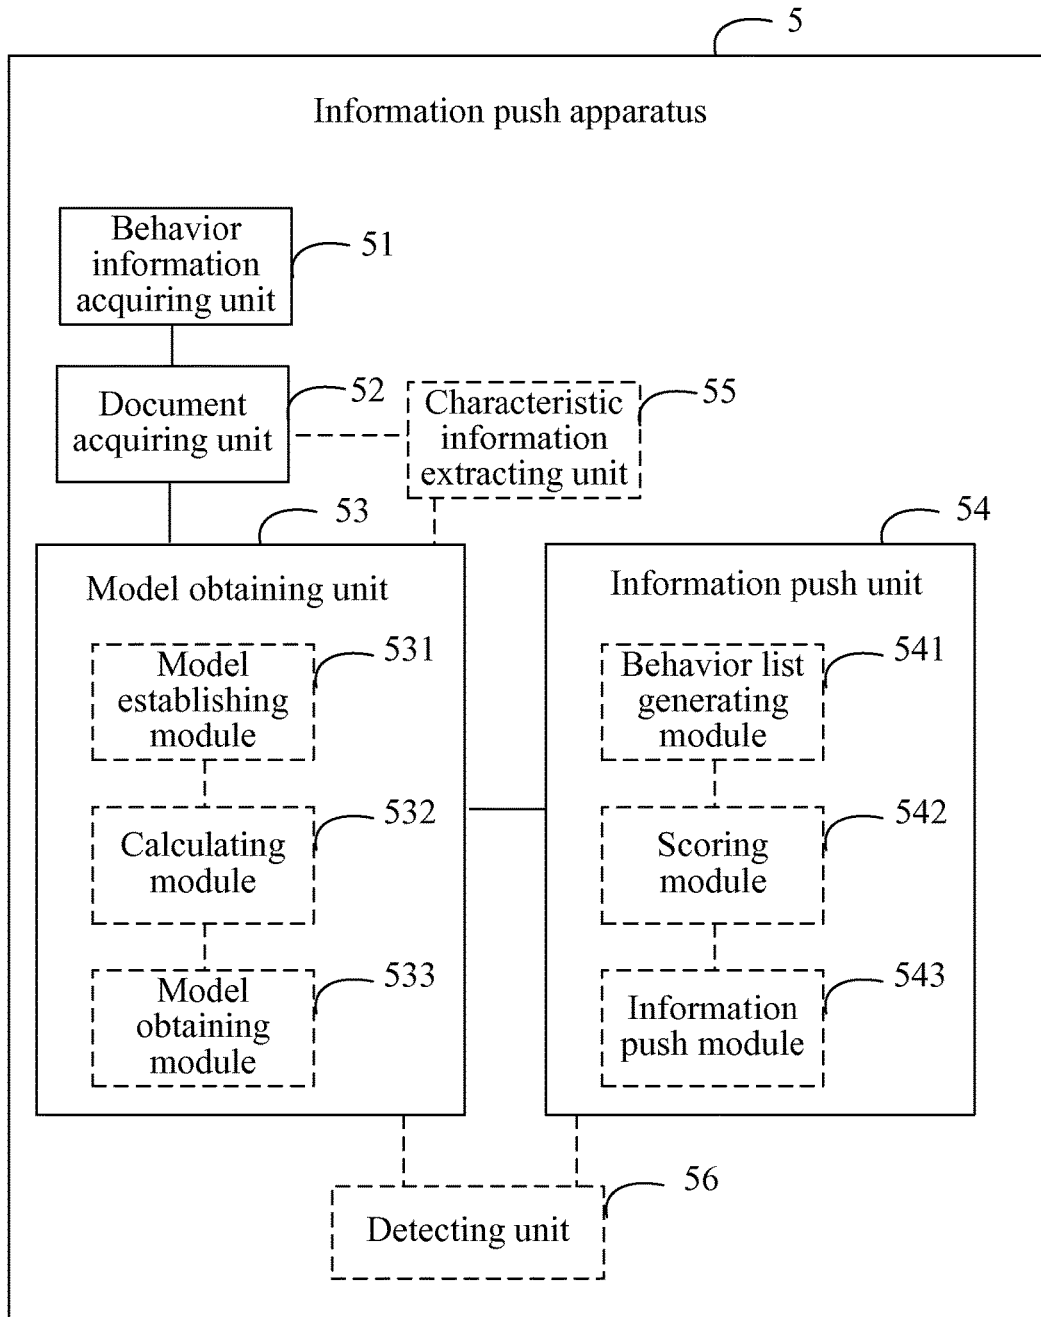 5
Information push apparatus
Behavior
information
acquiring unit
51
Document
acquiring unit
52
Characteristic
information
extracting unit
55
53
Model obtaining unit
Model
establishing
module
531
Calculating
module
532
Model
obtaining
module
533
54
Information push unit
Behavior list
generating
module
541
Scoring
module
542
Information
push module
543
Detecting unit
56